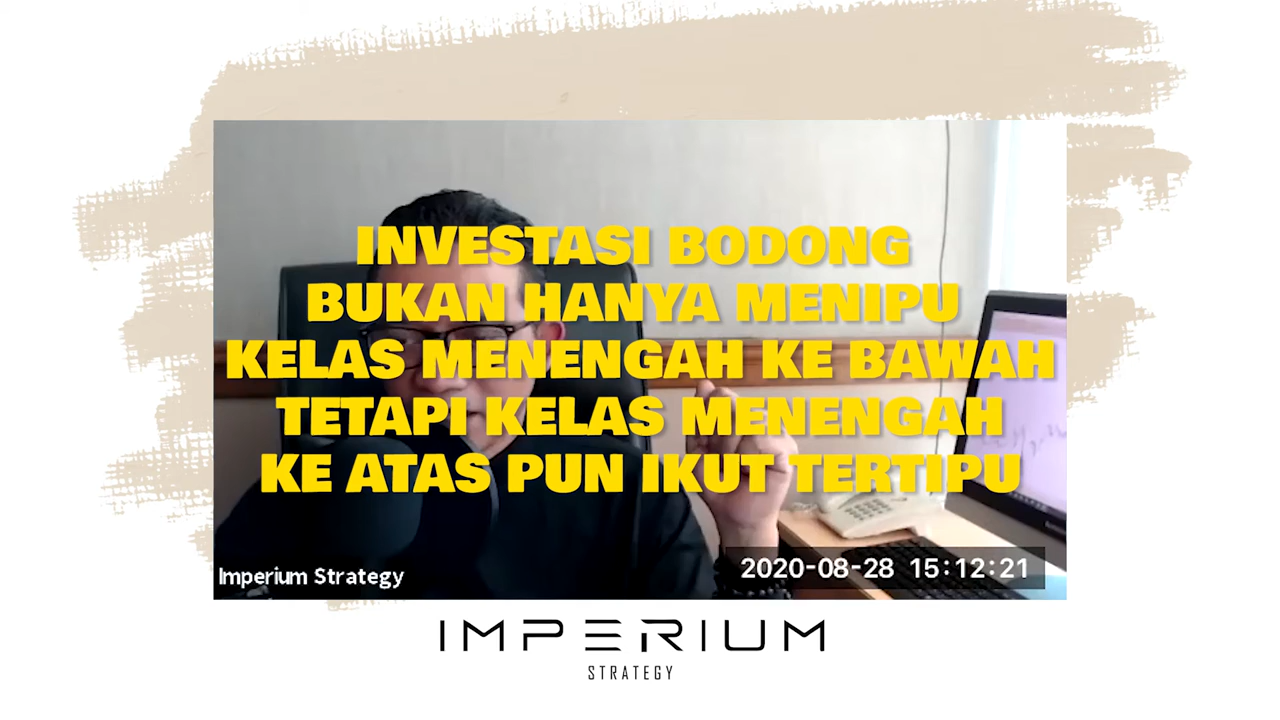 INVESTASI BODONG
BUKAN HANYA MENIPU
KELAS MENENGAH KE BAWAH
TETAPI KELAS MENENGAH
KE ATAS PUN IKUT TERTIPU
Imperium Strategy
2020-08-28 15:12:21
IMPERIUM
STRATEGY